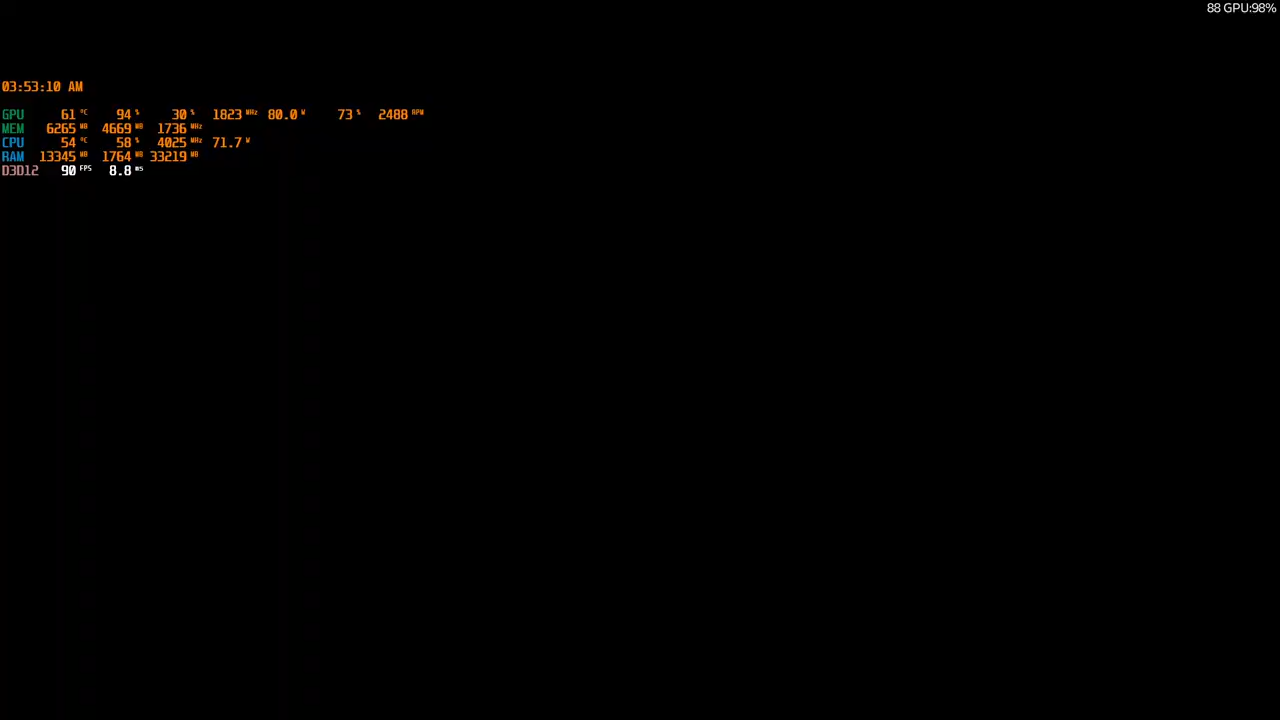 88 GPU:98%
03:53:10 AM
GPU 61 °C 94 % 30 % 1823 MHz 80.0 W 73 % 2488 RPM
MEM 6265 MB 4669 MB 1736 MHz
CPU 54 °C 58 % 4025 MHz 71.7 W
RAM 13345 MB 1764 MB 33219 MB
D3D12 90 FPS 8.8 ms